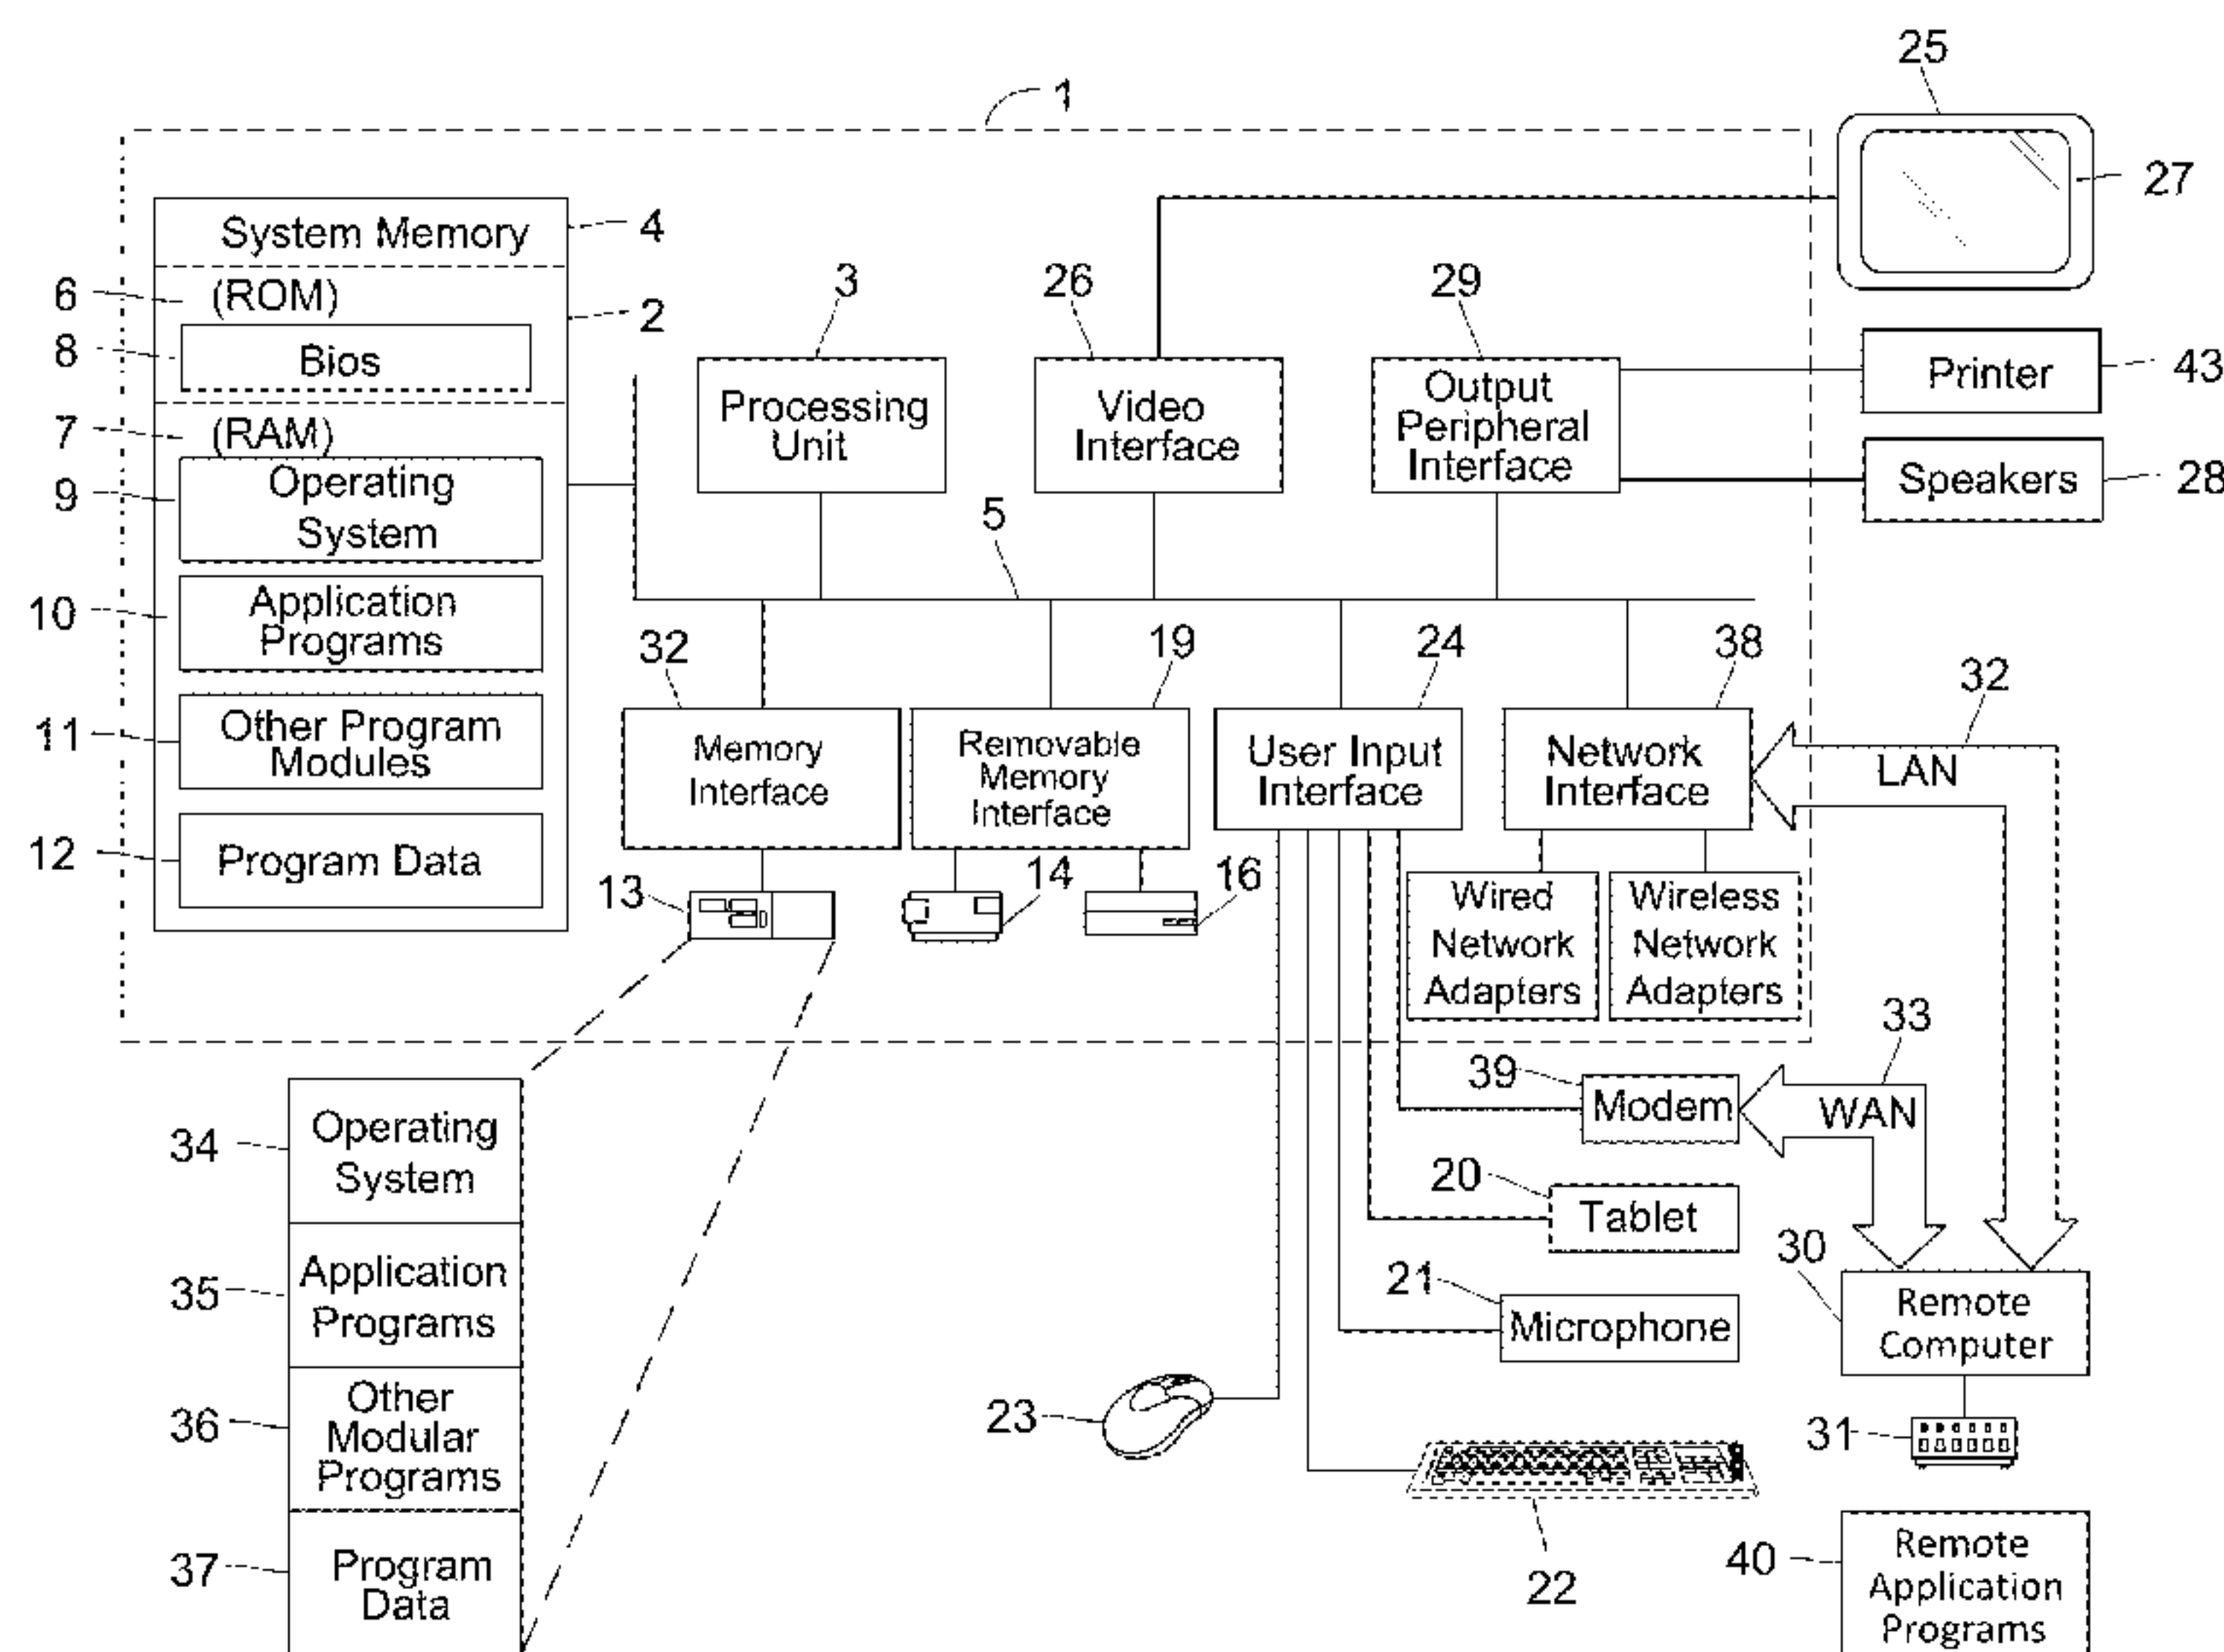 25
1
27
System Memory
4
6
(ROM)
2
3
26
29
8
Bios
Printer
43
Processing
Unit
Video
Interface
Output
Peripheral
Interface
7
(RAM)
Speakers
28
9
Operating
System
5
10
Application
Programs
32
19
24
38
32
11
Other Program
Modules
Memory
Interface
Removable
Memory
Interface
User Input
Interface
Network
Interface
LAN
12
Program Data
13
14
16
Wired
Network
Adapters
Wireless
Network
Adapters
33
39
Modem
WAN
34
Operating
System
20
Tablet
30
35
Application
Programs
21
Microphone
Remote
Computer
36
Other
Modular
Programs
23
31
22
37
Program
Data
40
Remote
Application
Programs